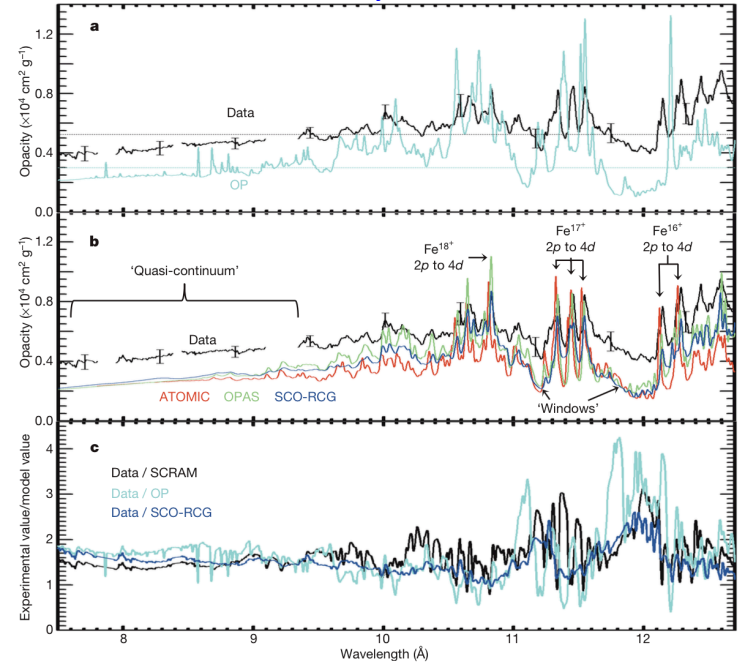 a
1.2
0.8
0.4
0.0
Opacity (×10⁴ cm² g⁻¹)
Data
OP
b
1.2
0.8
0.4
0.0
Opacity (×10⁴ cm² g⁻¹)
'Quasi-continuum'
Data
ATOMIC OPAS SCO-RCG
Fe¹⁸⁺
2p to 4d
Fe¹⁷⁺
2p to 4d
Fe¹⁶⁺
2p to 4d
'Windows'
c
4
3
2
1
0
Experimental value/model value
Data / SCRAM
Data / OP
Data / SCO-RCG
8 9 10 11 12
Wavelength (Å)